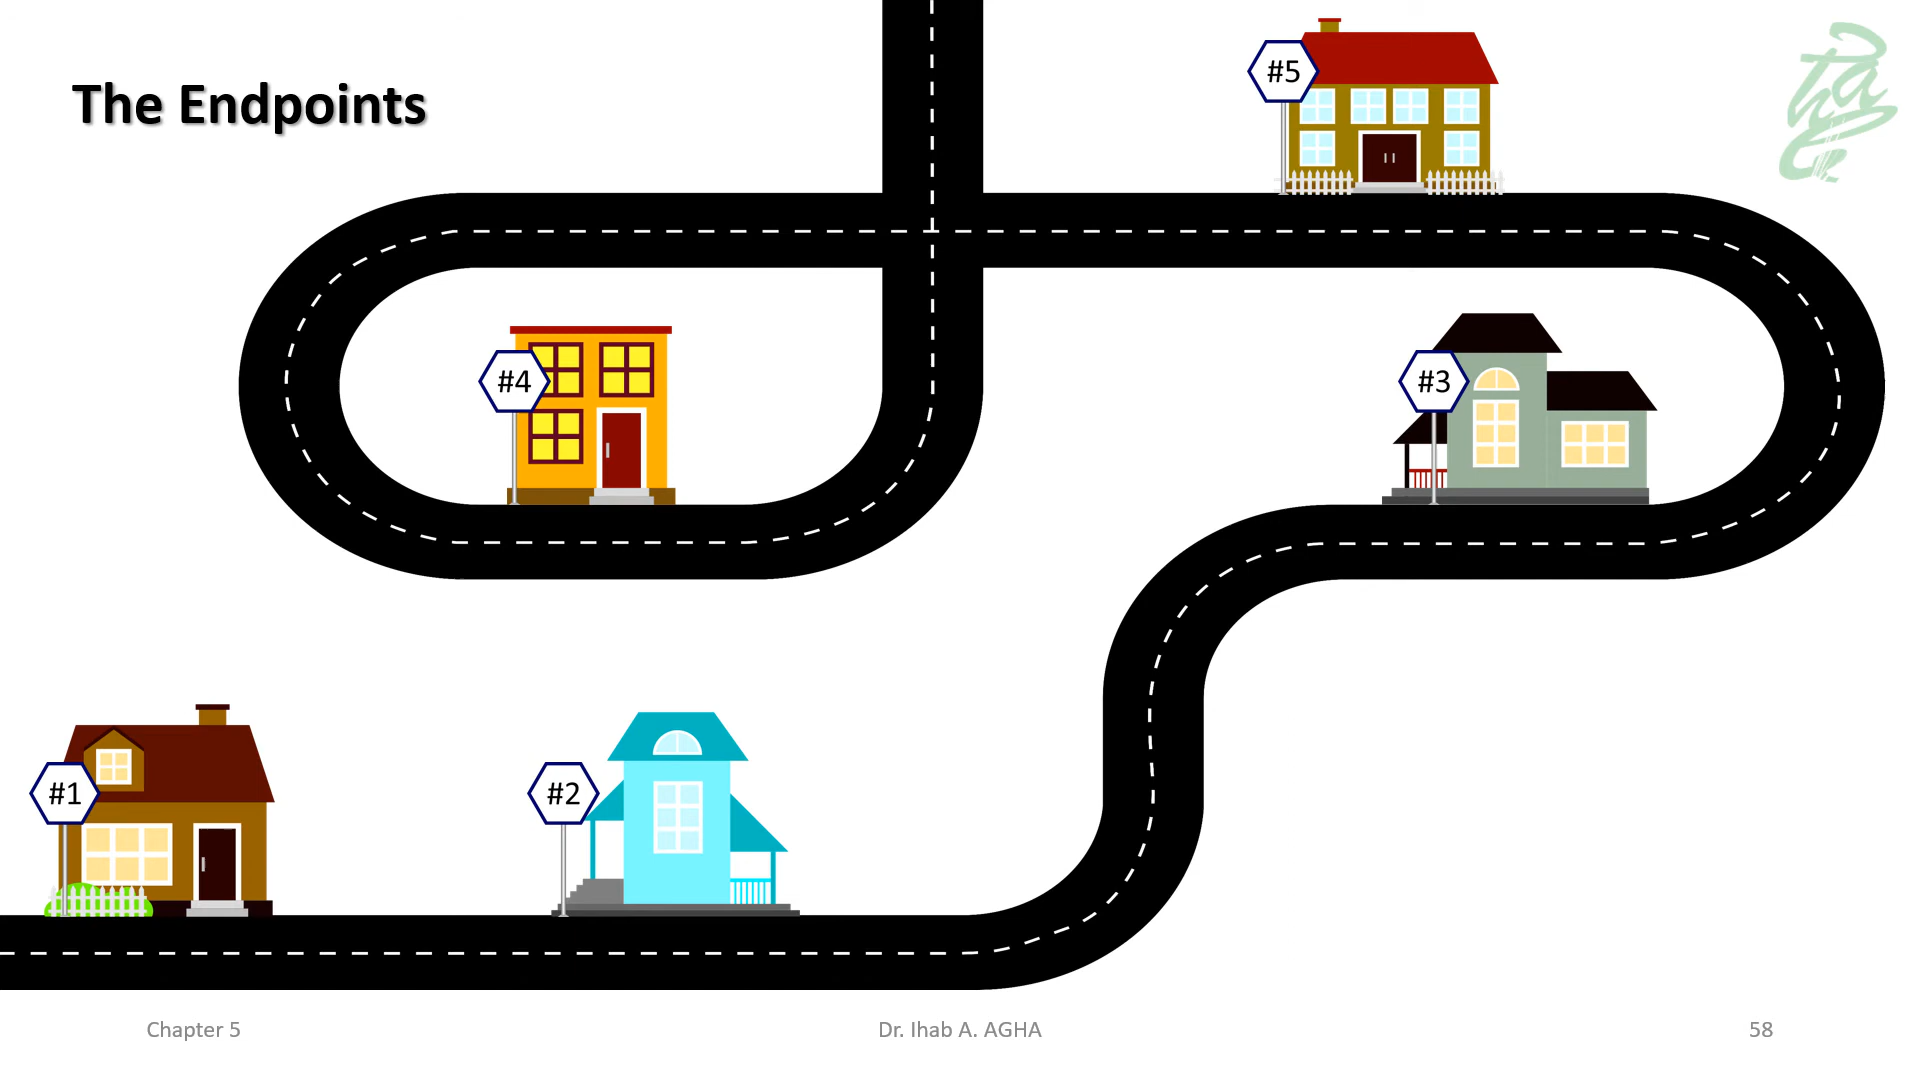 The Endpoints
#5
#4
#3
#1
#2
Chapter 5
Dr. Ihab A. AGHA
58